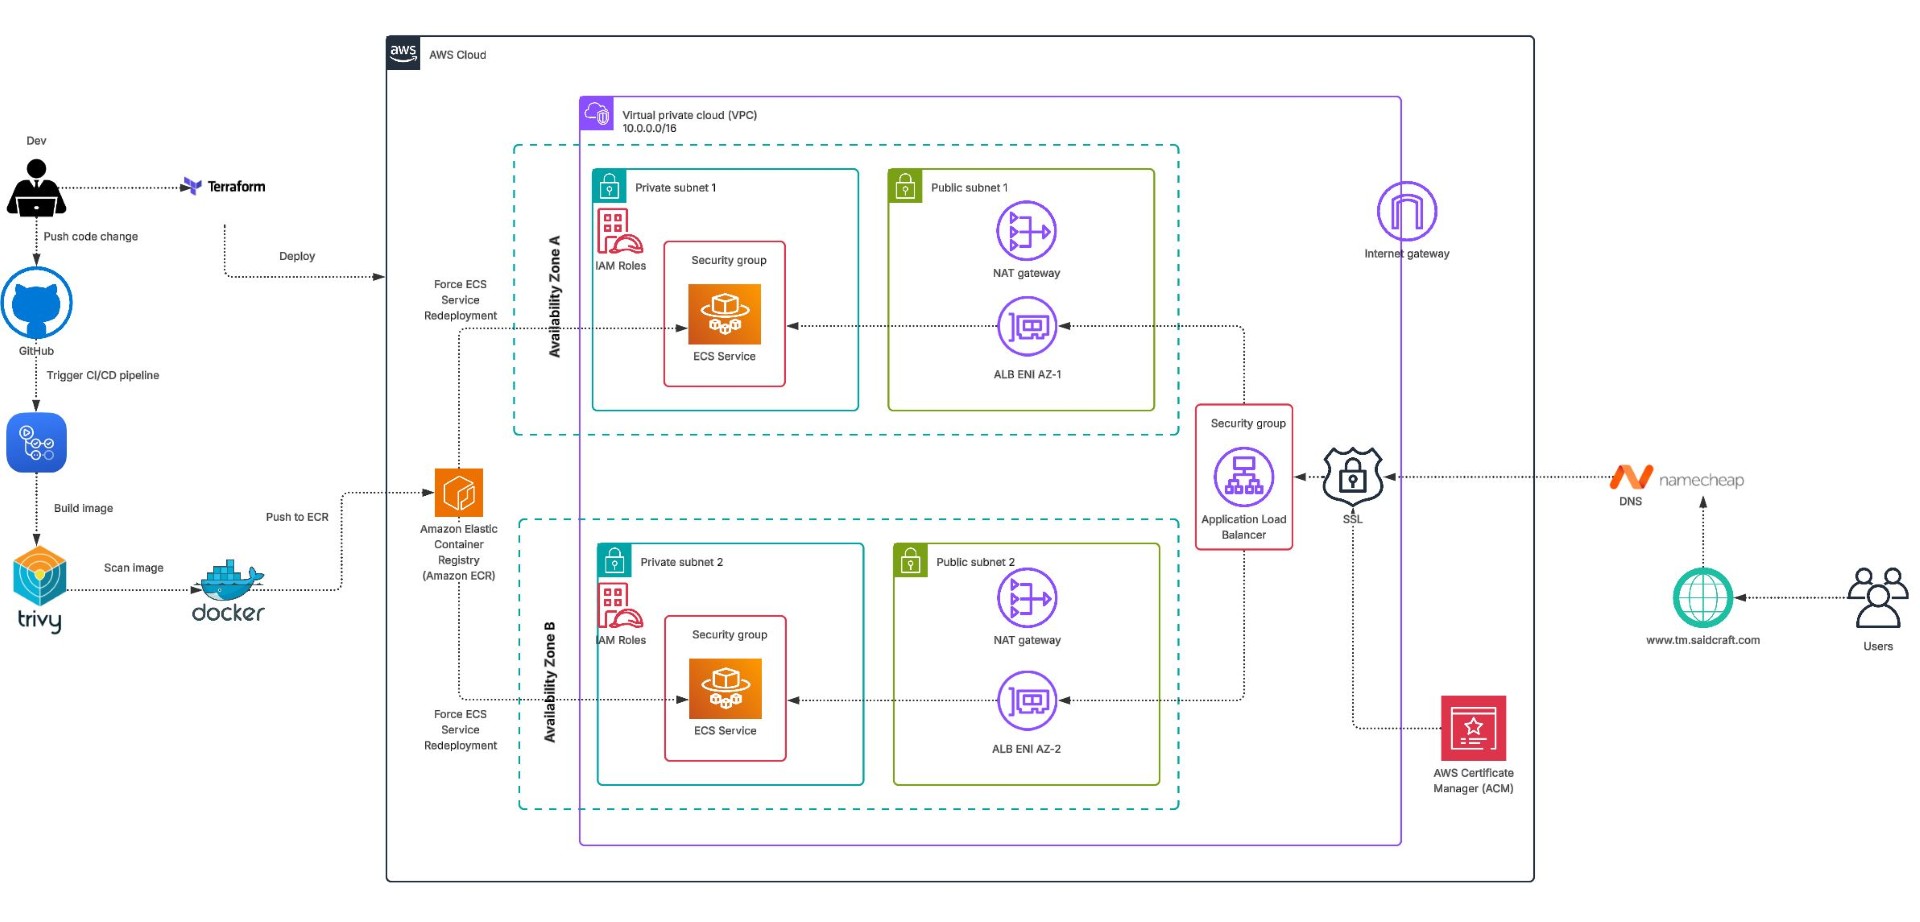 aws
AWS Cloud
Virtual private cloud (VPC)
10.0.0.0/16
Dev
Terraform
Push code change
Deploy
GitHub
Trigger CI/CD pipeline
Build image
Scan image
trivy
docker
Push to ECR
Force ECS
Service
Redeployment
Amazon Elastic
Container
Registry
(Amazon ECR)
Force ECS
Service
Redeployment
Availability Zone A
Private subnet 1
IAM Roles
Security group
ECS Service
Public subnet 1
NAT gateway
ALB ENI AZ-1
Availability Zone B
Private subnet 2
IAM Roles
Security group
ECS Service
Public subnet 2
NAT gateway
ALB ENI AZ-2
Internet gateway
Security group
Application Load
Balancer
SSL
AWS Certificate
Manager (ACM)
namecheap
DNS
www.tm.saidcraft.com
Users